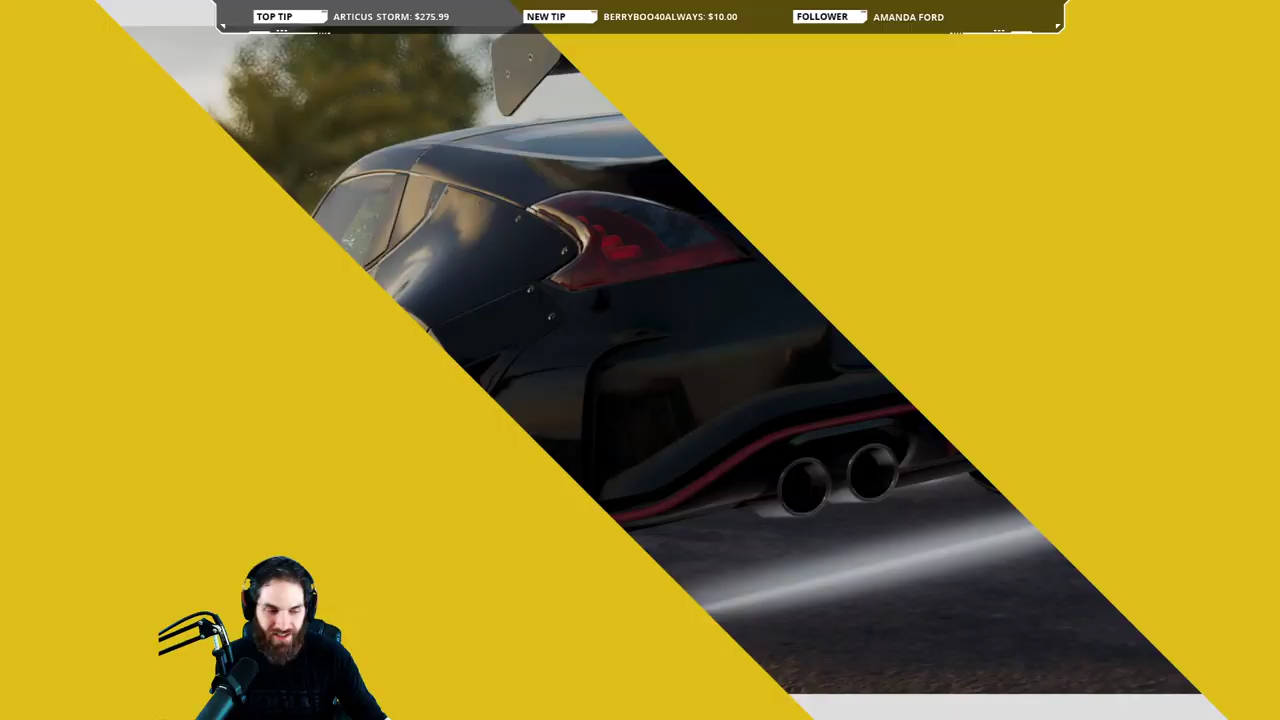 TOP TIP ARTICUS STORM: $275.99 NEW TIP BERRYBOO40ALWAYS: $10.00 FOLLOWER AMANDA FORD